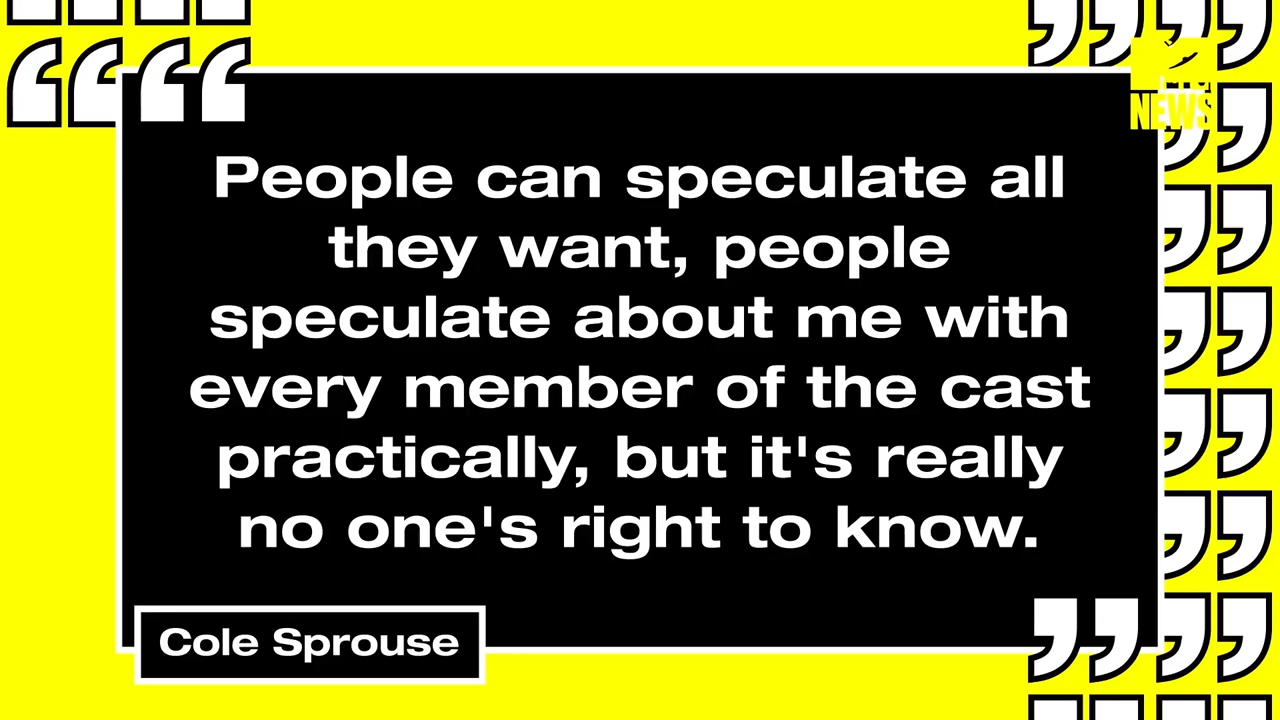 NEWS
People can speculate all
they want, people
speculate about me with
every member of the cast
practically, but it's really
no one's right to know.
Cole Sprouse